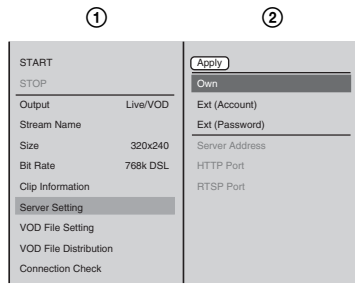 ① ②
START
STOP
Output Live/VOD
Stream Name
Size 320x240
Bit Rate 768k DSL
Clip Information
Server Setting
VOD File Setting
VOD File Distribution
Connection Check
Apply
Own
Ext (Account)
Ext (Password)
Server Address
HTTP Port
RTSP Port